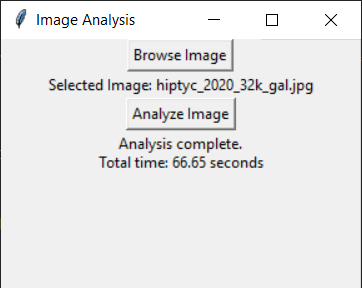 Image Analysis
Browse Image
Selected Image: hiptyc_2020_32k_gal.jpg
Analyze Image
Analysis complete.
Total time: 66.65 seconds